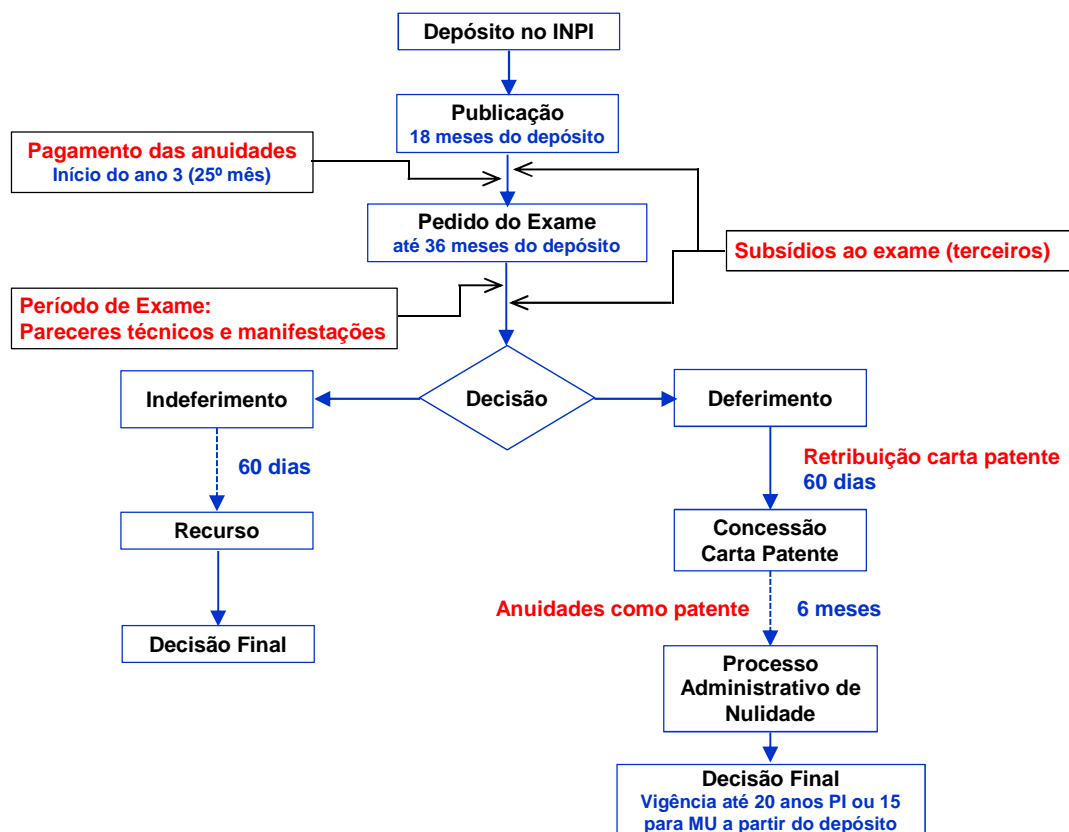 Depósito no INPI
Publicação
18 meses do depósito
Pagamento das anuidades
Início do ano 3 (25º mês)
Pedido do Exame
até 36 meses do depósito
Subsídios ao exame (terceiros)
Período de Exame:
Pareceres técnicos e manifestações
Indeferimento
Decisão
Deferimento
60 dias
Retribuição carta patente
60 dias
Recurso
Concessão
Carta Patente
Anuidades como patente
6 meses
Decisão Final
Processo
Administrativo de
Nulidade
Decisão Final
Vigência até 20 anos PI ou 15
para MU a partir do depósito